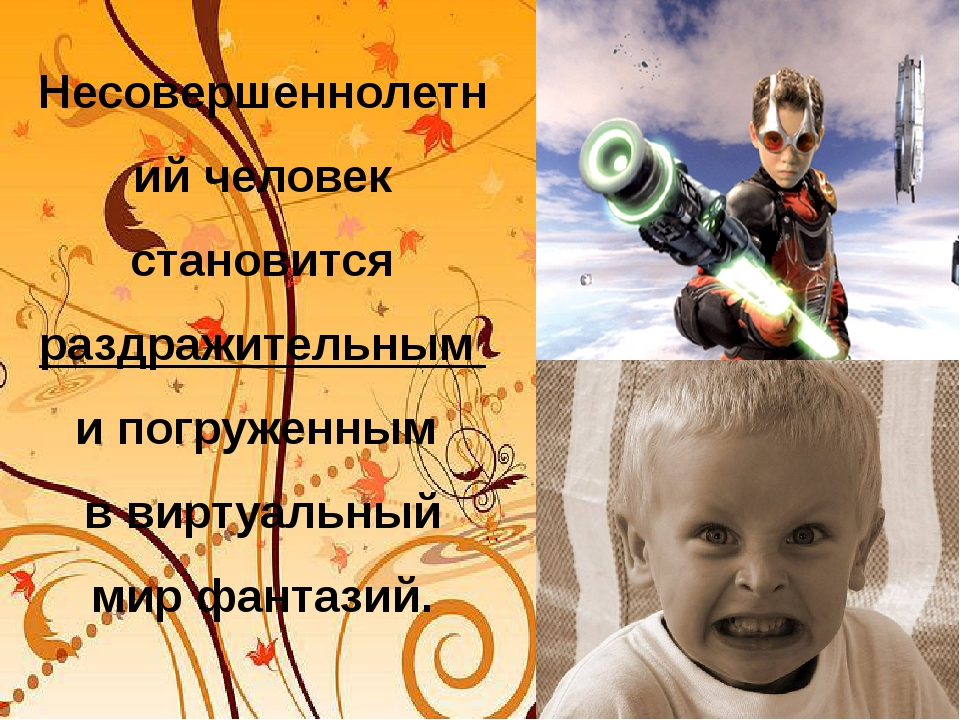 Несовершеннолетн
ий человек
становится
раздражительным
и погруженным
в виртуальный
мир фантазий.